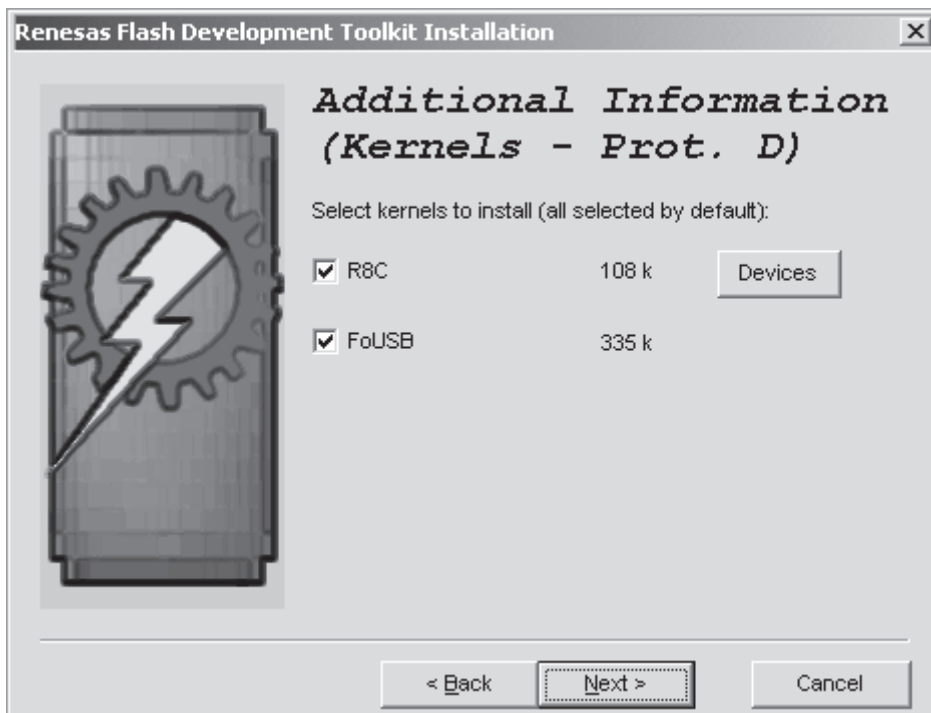 Renesas Flash Development Toolkit Installation
Additional Information
(Kernels - Prot. D)
Select kernels to install (all selected by default):
R8C 108 k Devices
FoUSB 335 k
< Back Next > Cancel